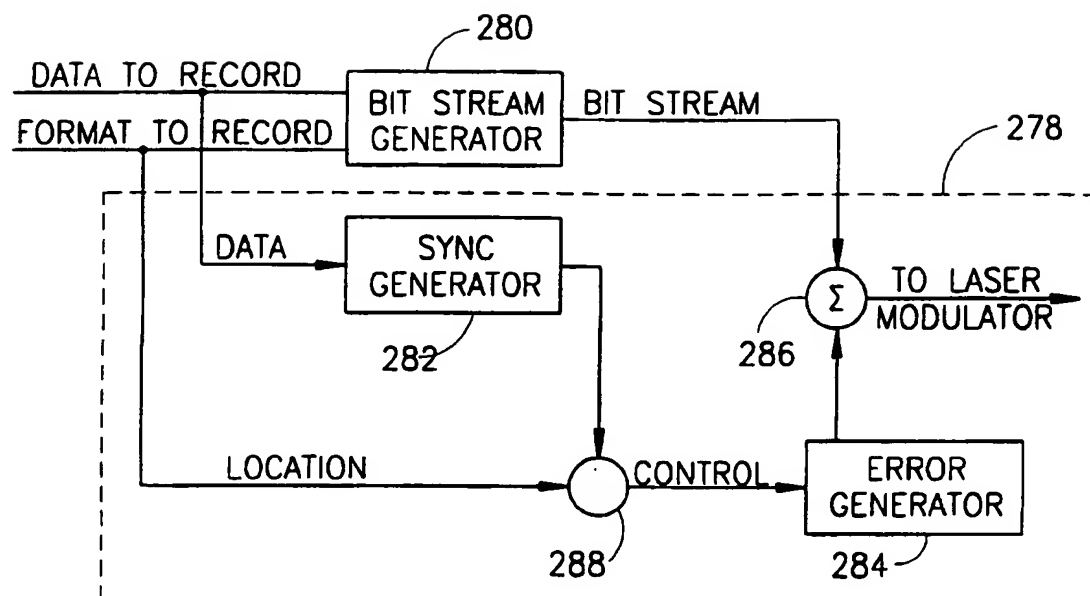 280
DATA TO RECORD
BIT STREAM
GENERATOR
BIT STREAM
FORMAT TO RECORD
278
DATA
SYNC
GENERATOR
282
Σ
286
TO LASER
MODULATOR
LOCATION
288
CONTROL
ERROR
GENERATOR
284